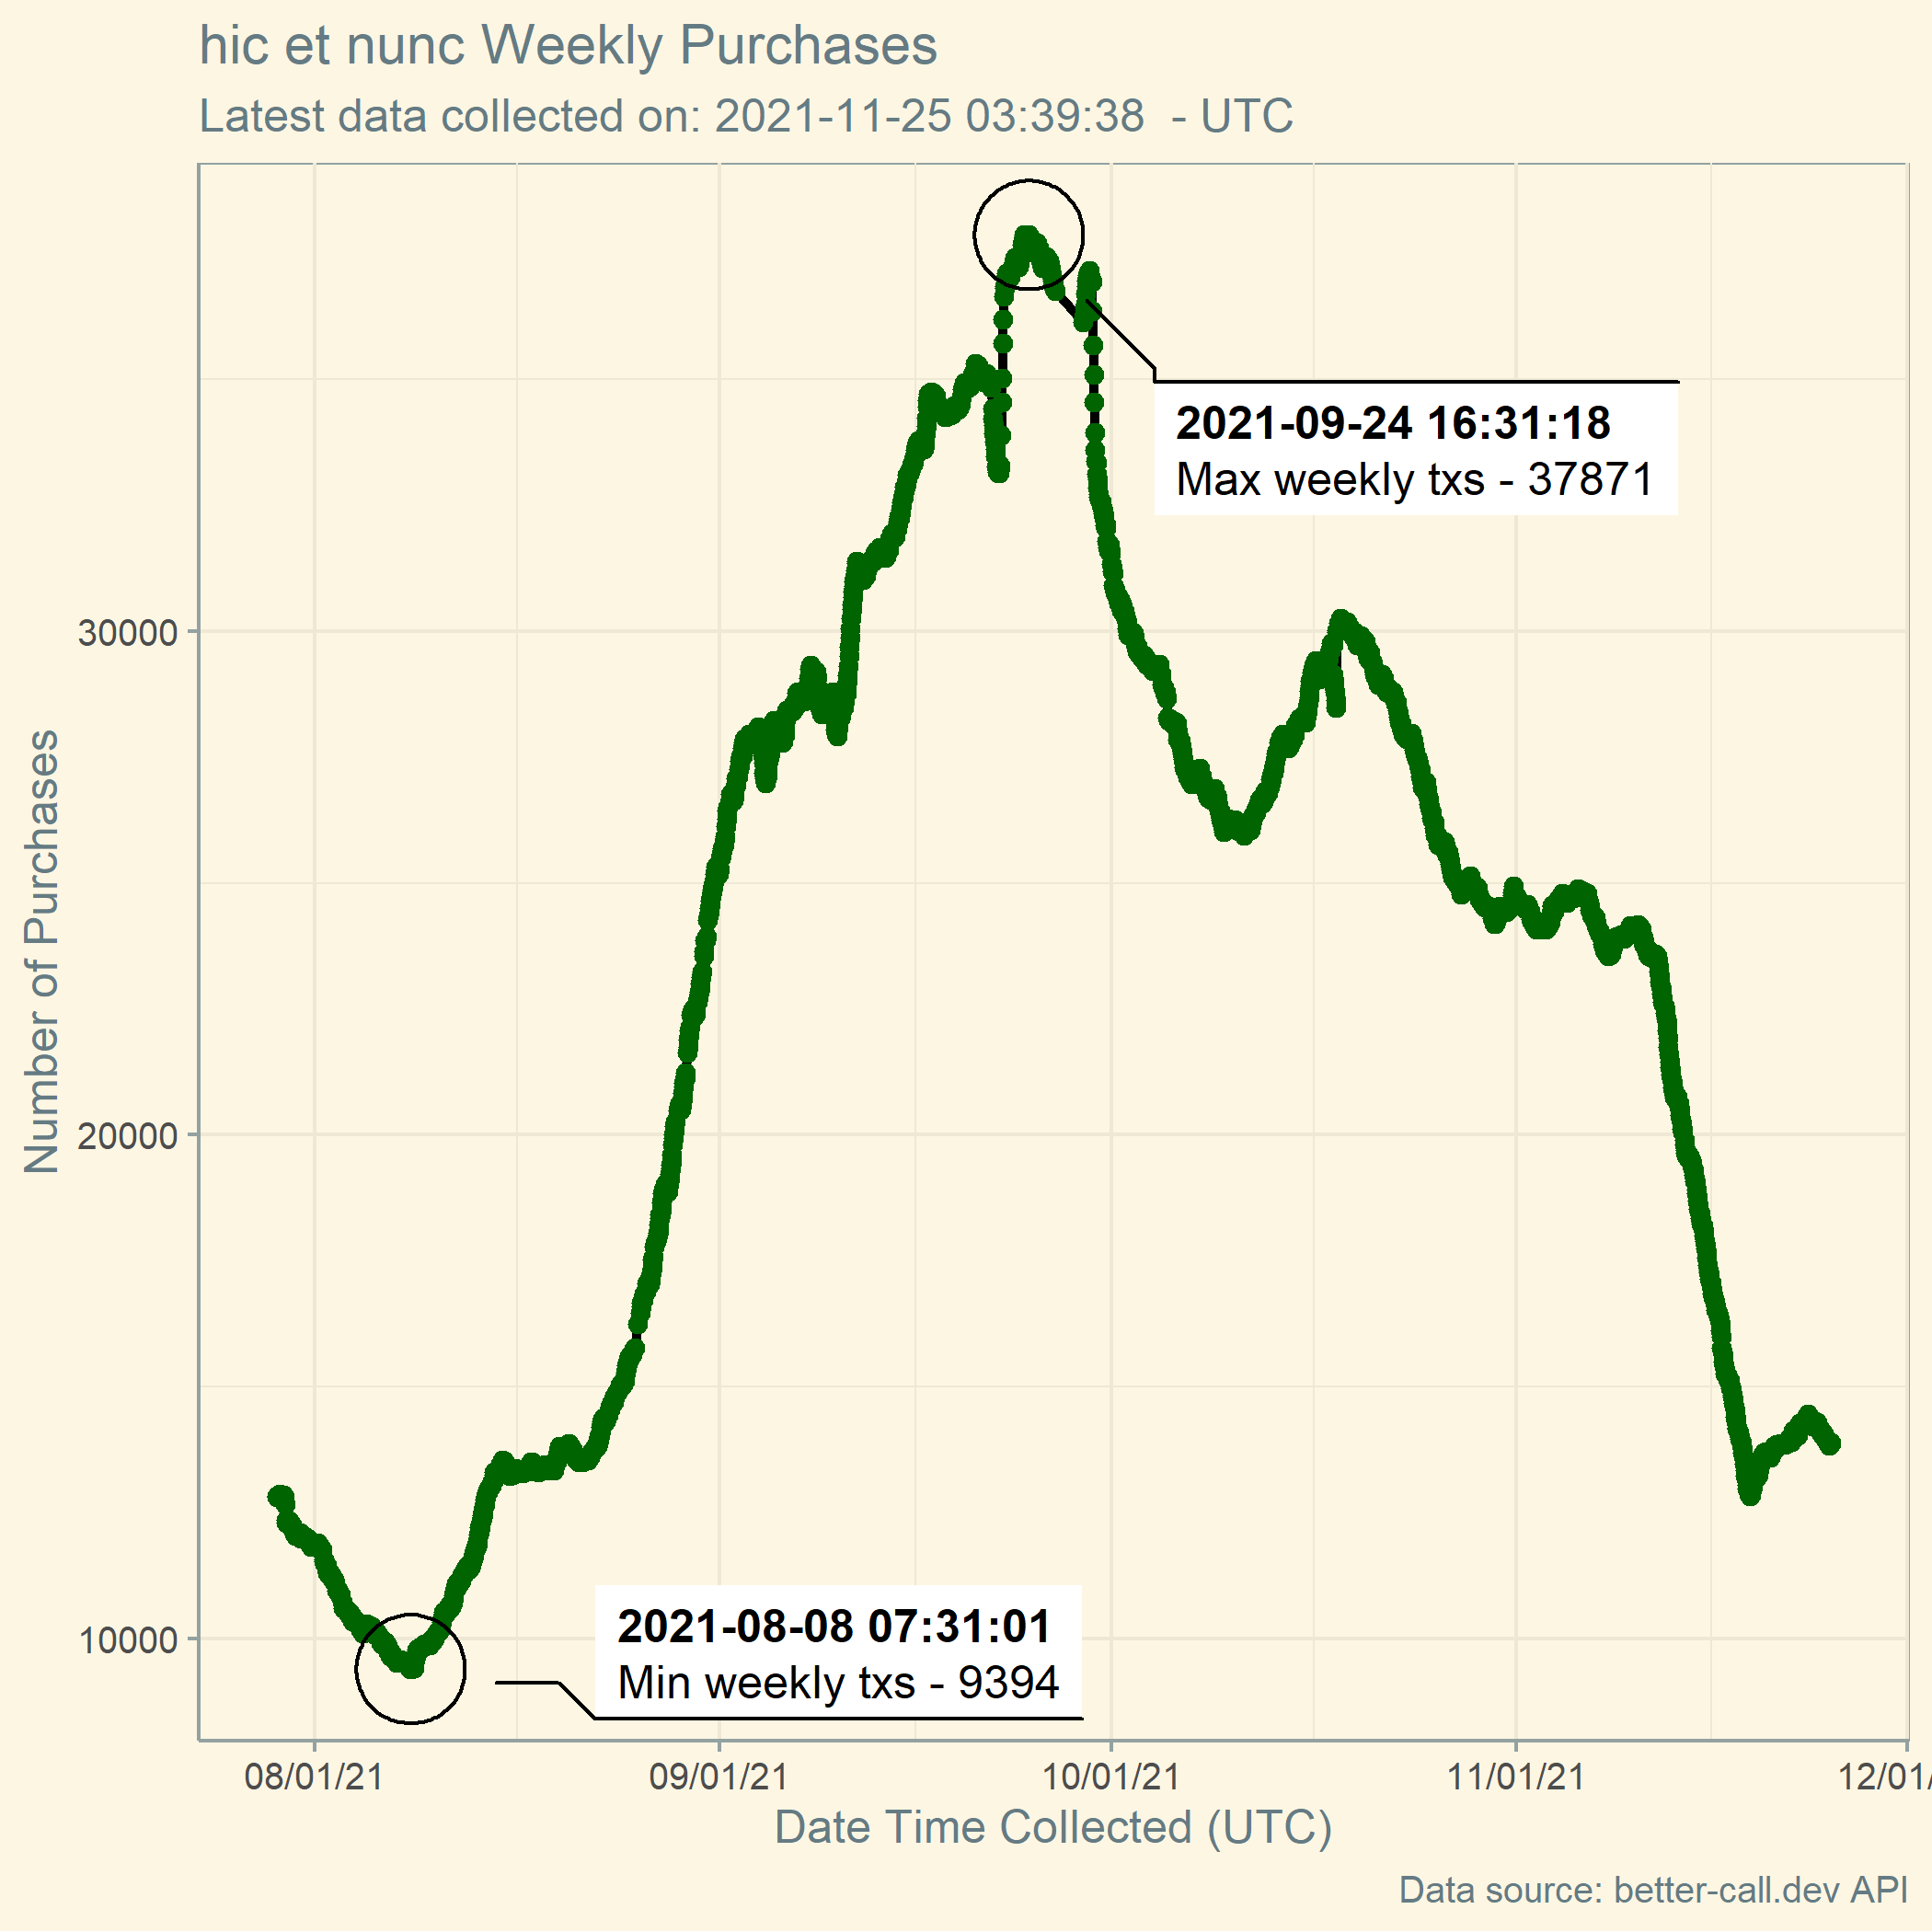 hic et nunc Weekly Purchases
Latest data collected on: 2021-11-25 03:39:38  - UTC
Number of Purchases
30000
20000
10000
2021-09-24 16:31:18
Max weekly txs - 37871
2021-08-08 07:31:01
Min weekly txs - 9394
08/01/21 09/01/21 10/01/21 11/01/21 12/01/
Date Time Collected (UTC)
Data source: better-call.dev API